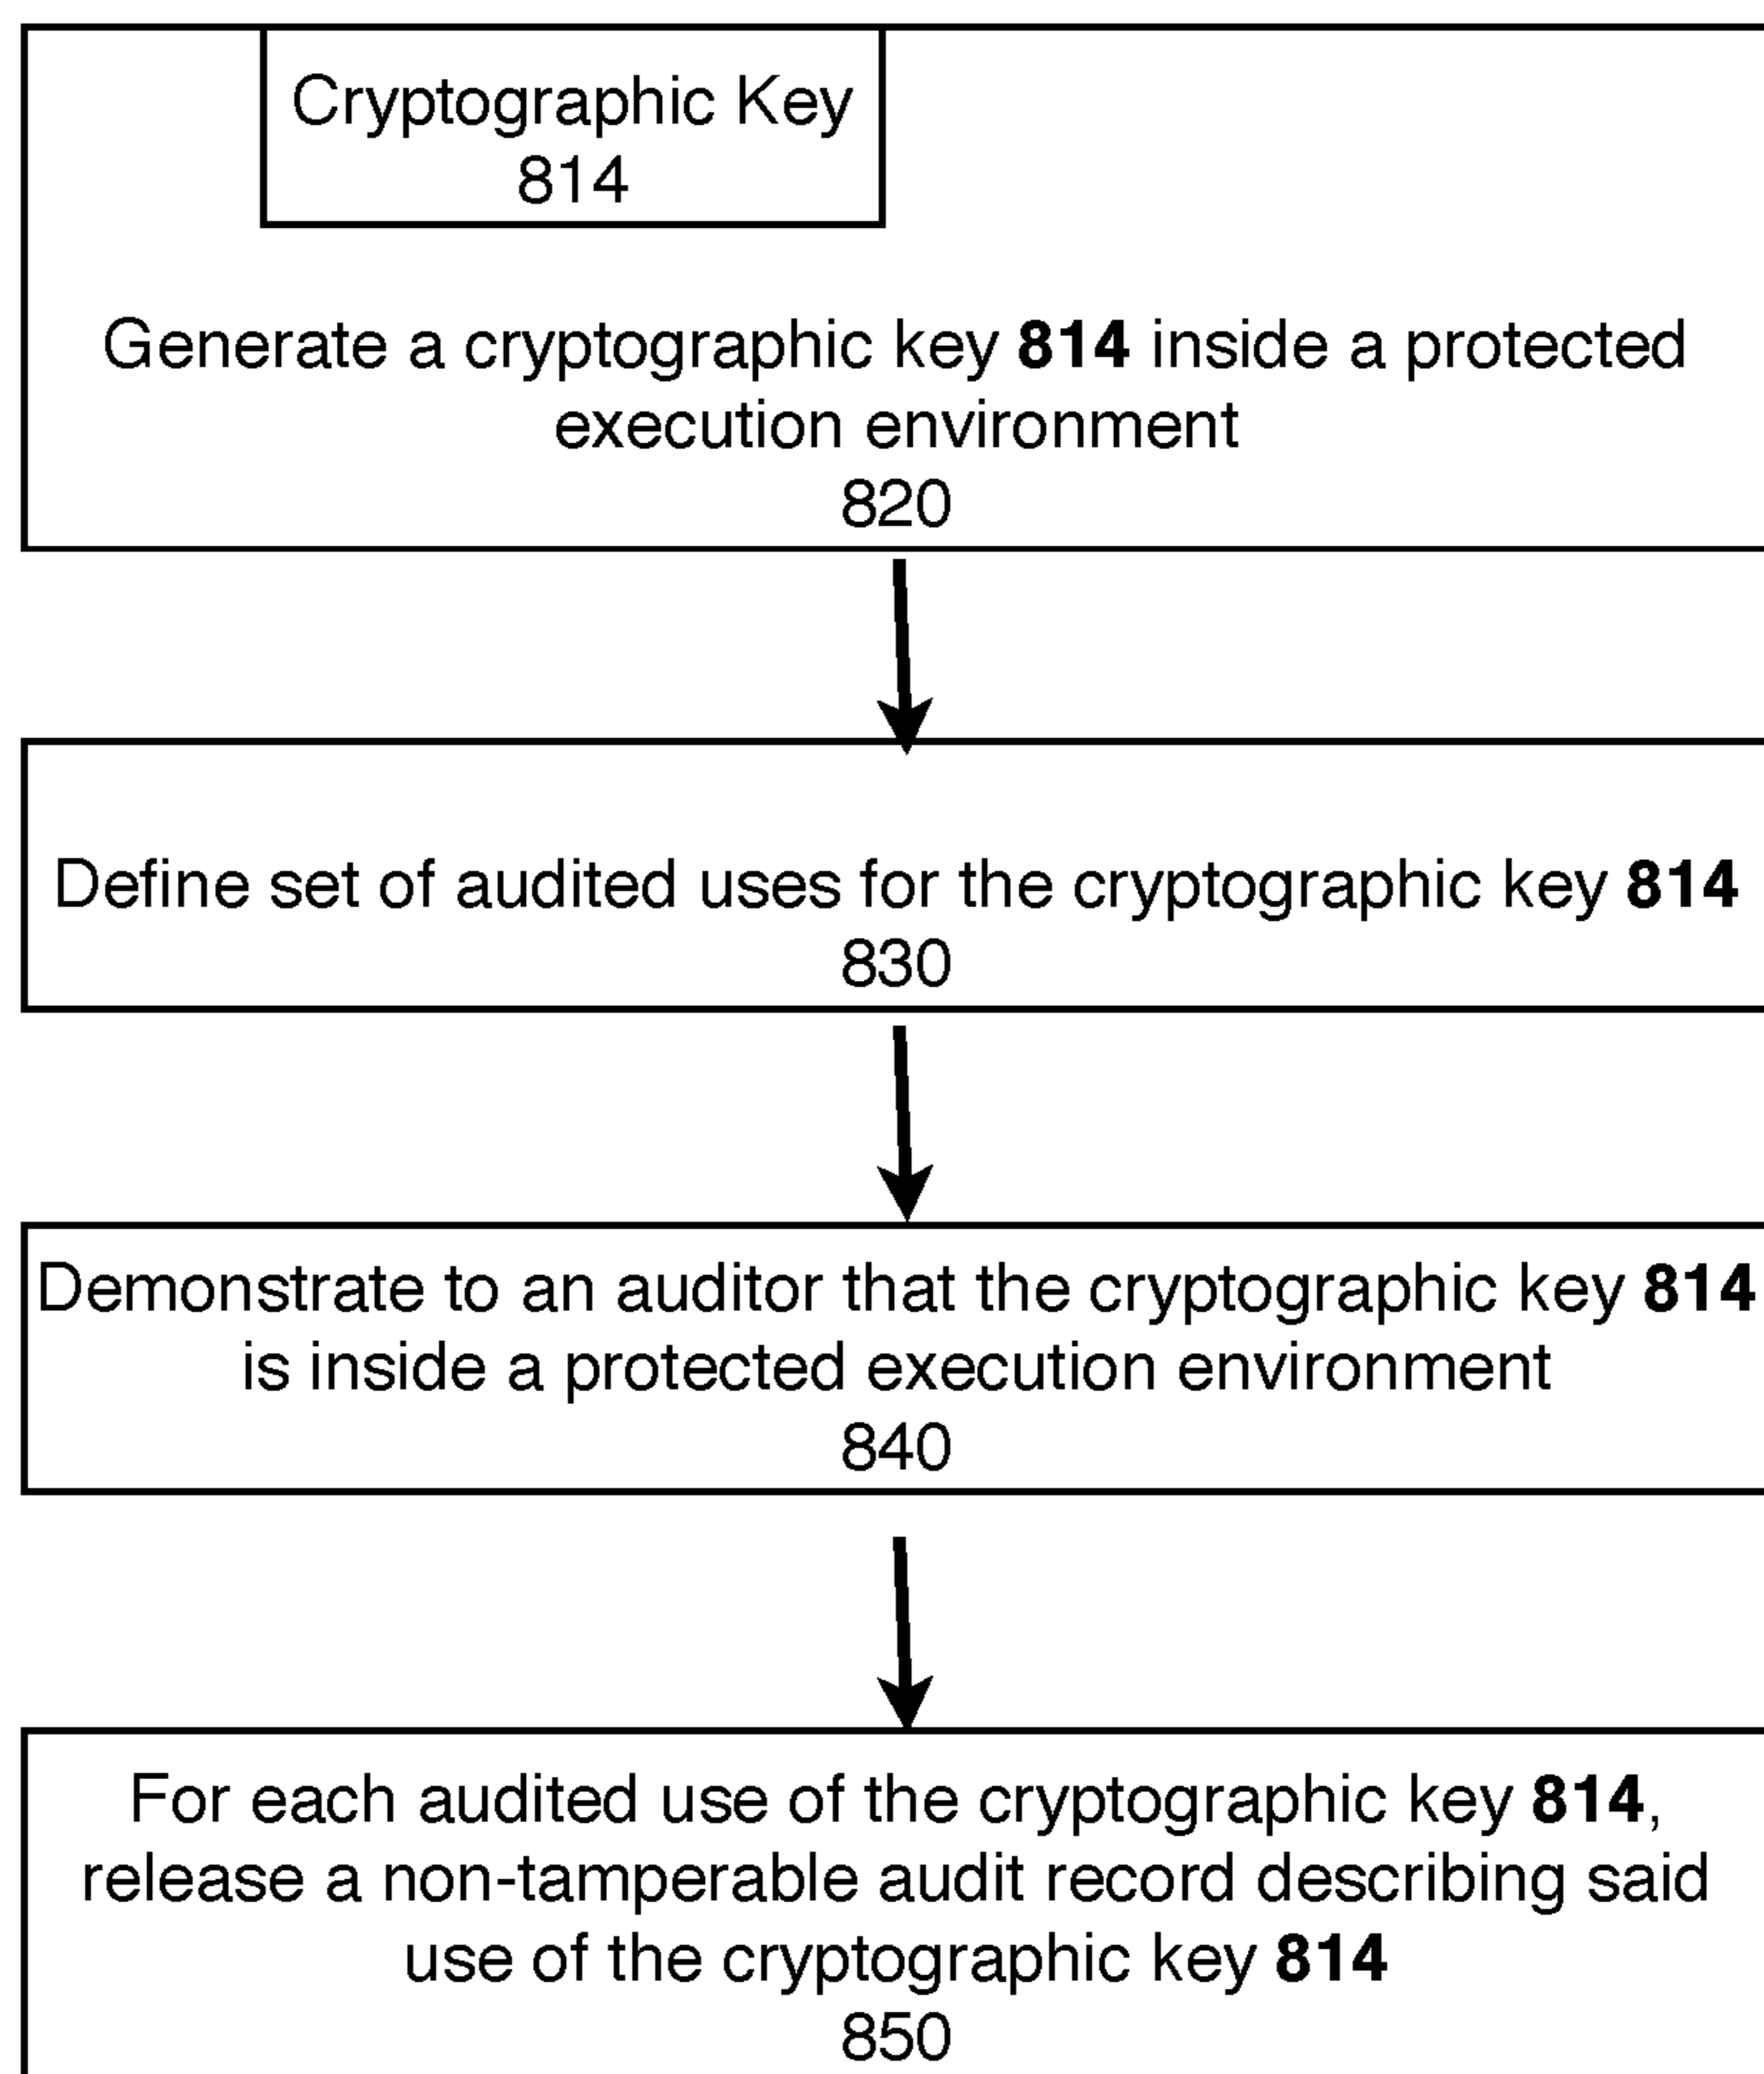 Cryptographic Key
814
Generate a cryptographic key 814 inside a protected
execution environment
820
Define set of audited uses for the cryptographic key 814
830
Demonstrate to an auditor that the cryptographic key 814
is inside a protected execution environment
840
For each audited use of the cryptographic key 814,
release a non-tamperable audit record describing said
use of the cryptographic key 814
850